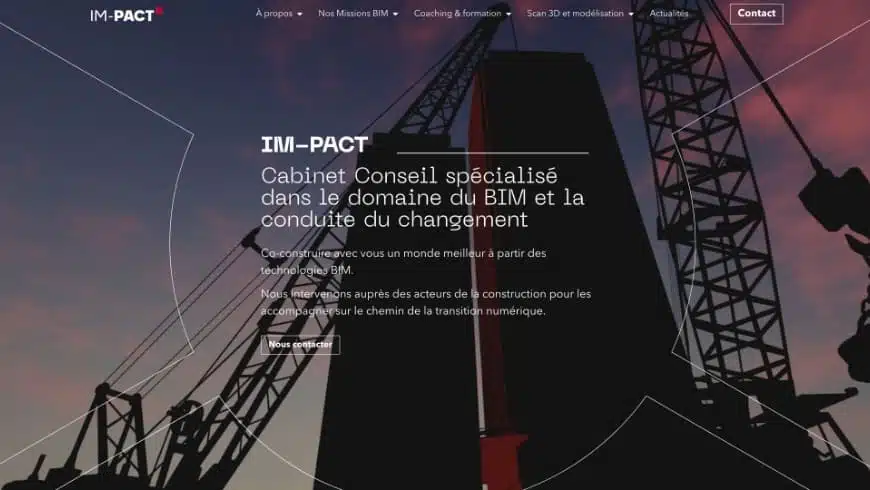 IM-PACT
À propos
Nos Missions BIM
Coaching & formation
Scan 3D et modélisation
Actualités
Contact
IM-PACT
Cabinet Conseil spécialisé
dans le domaine du BIM et la
conduite du changement
Co-construire avec vous un monde meilleur à partir des
technologies BIM.
Nous intervenons auprès des acteurs de la construction pour les
accompagner sur le chemin de la transition numérique.
Nous contacter